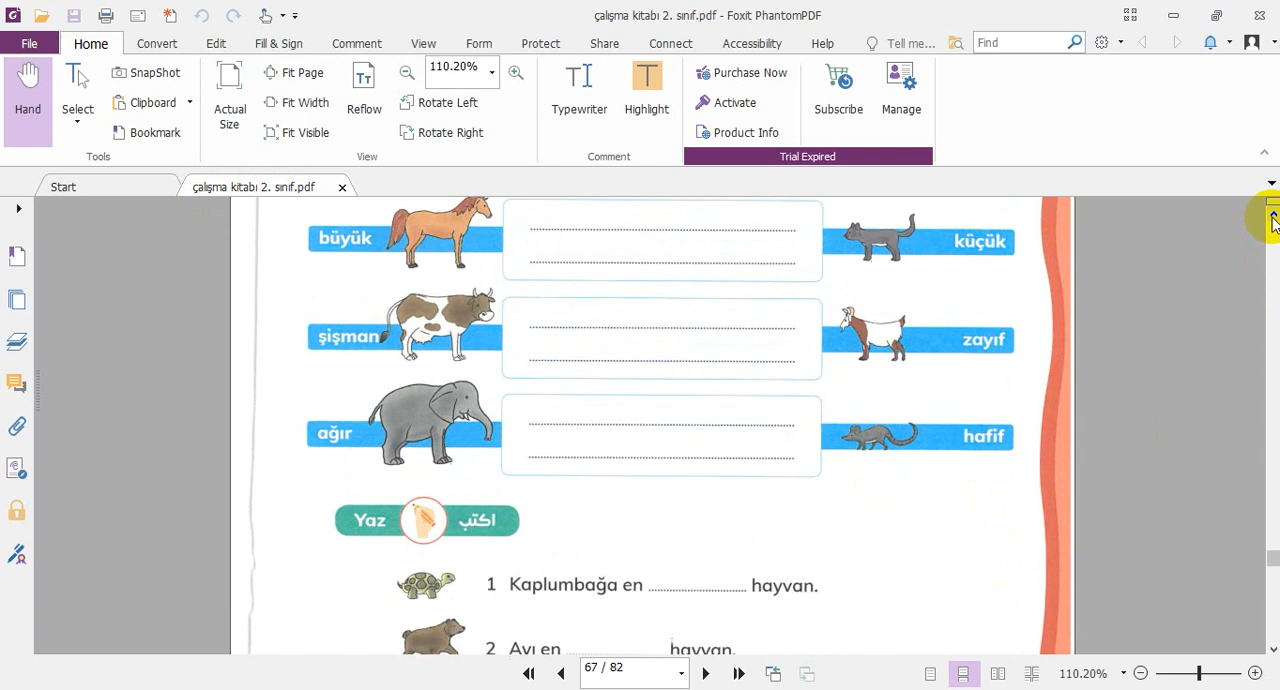 çalışma kitabı 2. sınıf.pdf - Foxit PhantomPDF
File Home Convert Edit Fill & Sign Comment View Form Protect Share Connect Accessibility Help Tell me... Find
Hand
Select
SnapShot
Clipboard
Bookmark
Tools
Actual Size
Fit Page
Fit Width
Fit Visible
Reflow
110.20%
Rotate Left
Rotate Right
View
Typewriter
Highlight
Comment
Purchase Now
Activate
Product Info
Trial Expired
Subscribe
Manage
Start
çalışma kitabı 2. sınıf.pdf
büyük küçük
şişman zayıf
ağır hafif
Yaz اكتب
1 Kaplumbağa en ........................ hayvan.
2 Ayı en ........................ hayvan.
67 / 82
110.20%